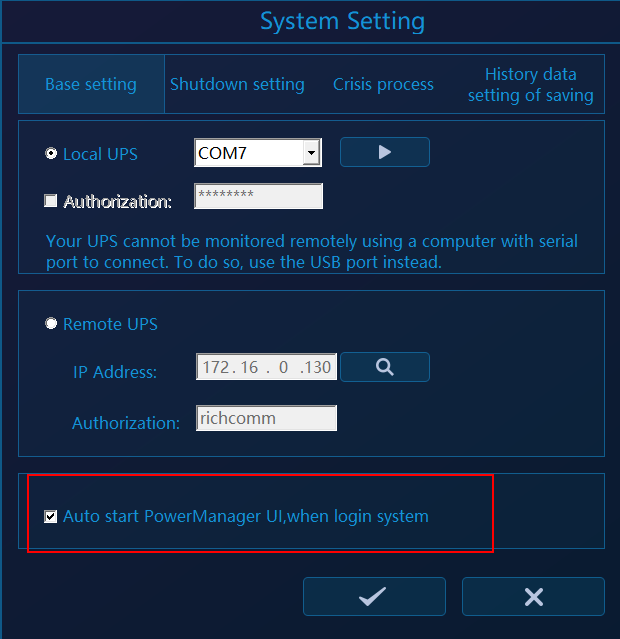 System Setting
Base setting
Shutdown setting
Crisis process
History data
setting of saving
Local UPS
COM7
Authorization:
********
Your UPS cannot be monitored remotely using a computer with serial
port to connect. To do so, use the USB port instead.
Remote UPS
IP Address:
172 . 16 . 0 .130
Authorization:
richcomm
Auto start PowerManager UI,when login system